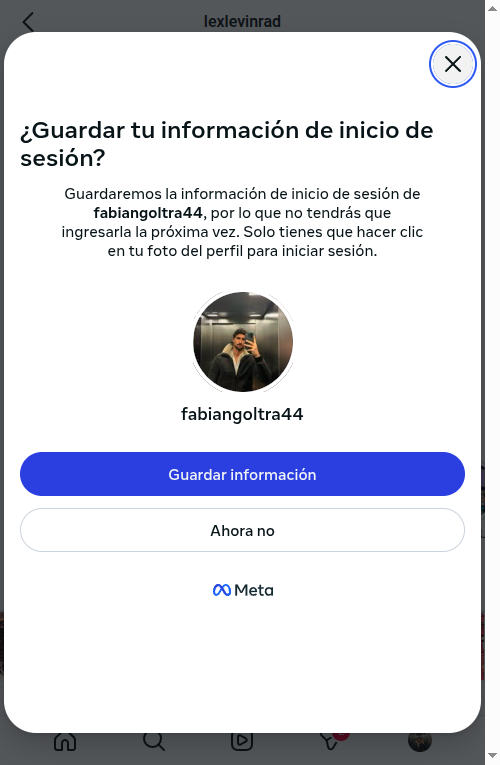 lexlevinrad
¿Guardar tu información de inicio de
sesión?
Guardaremos la información de inicio de sesión de
fabiangoltra44, por lo que no tendrás que
ingresarla la próxima vez. Solo tienes que hacer clic
en tu foto del perfil para iniciar sesión.
fabiangoltra44
Guardar información
Ahora no
Meta